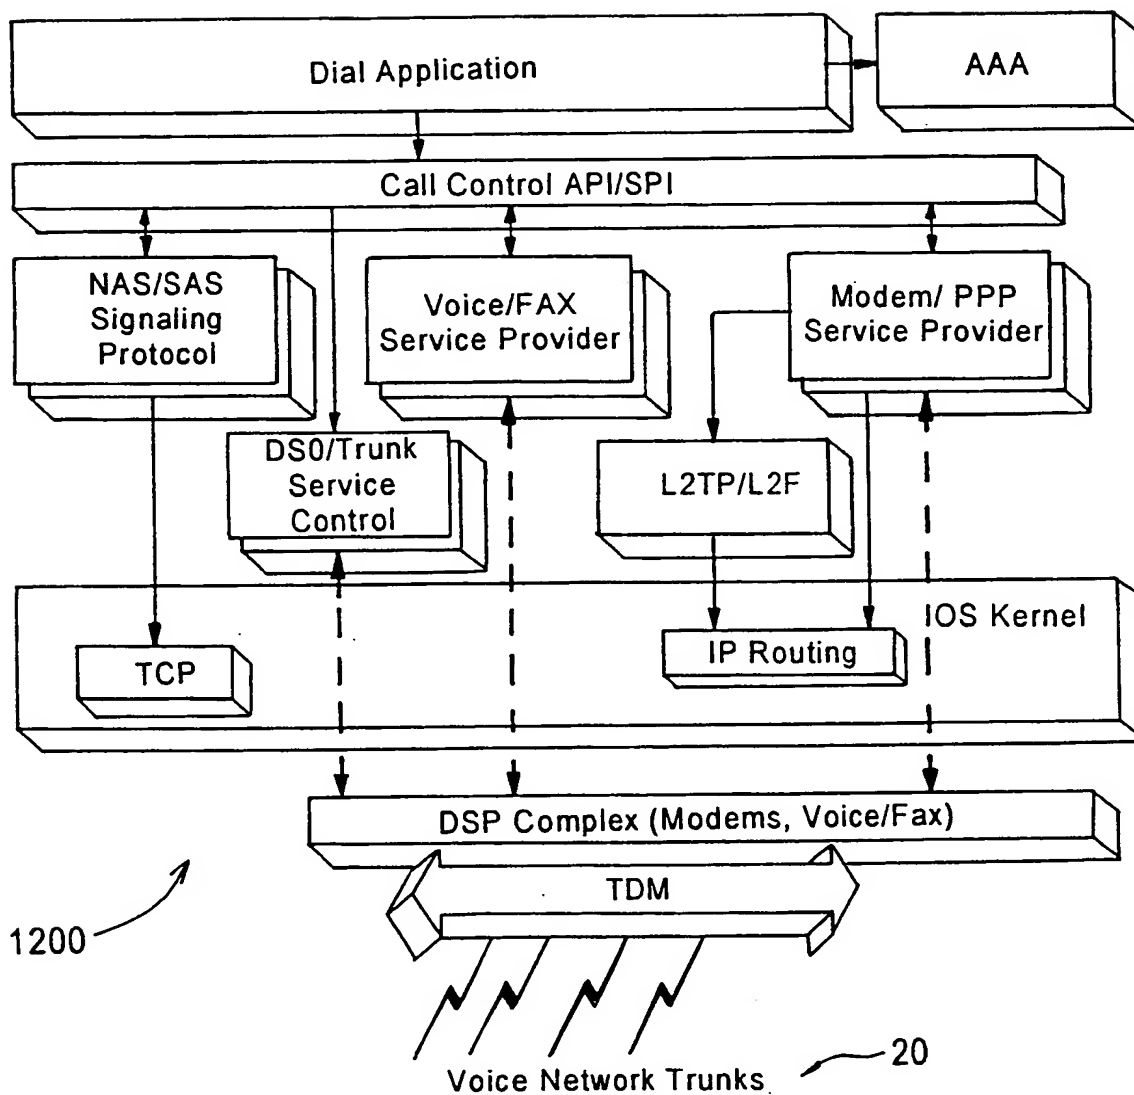 Dial Application
AAA
Call Control API/SPI
NAS/SAS
Signaling
Protocol
Voice/FAX
Service Provider
Modem/ PPP
Service Provider
DS0/Trunk
Service
Control
L2TP/L2F
IOS Kernel
TCP
IP Routing
DSP Complex (Modems, Voice/Fax)
TDM
1200
20
Voice Network Trunks